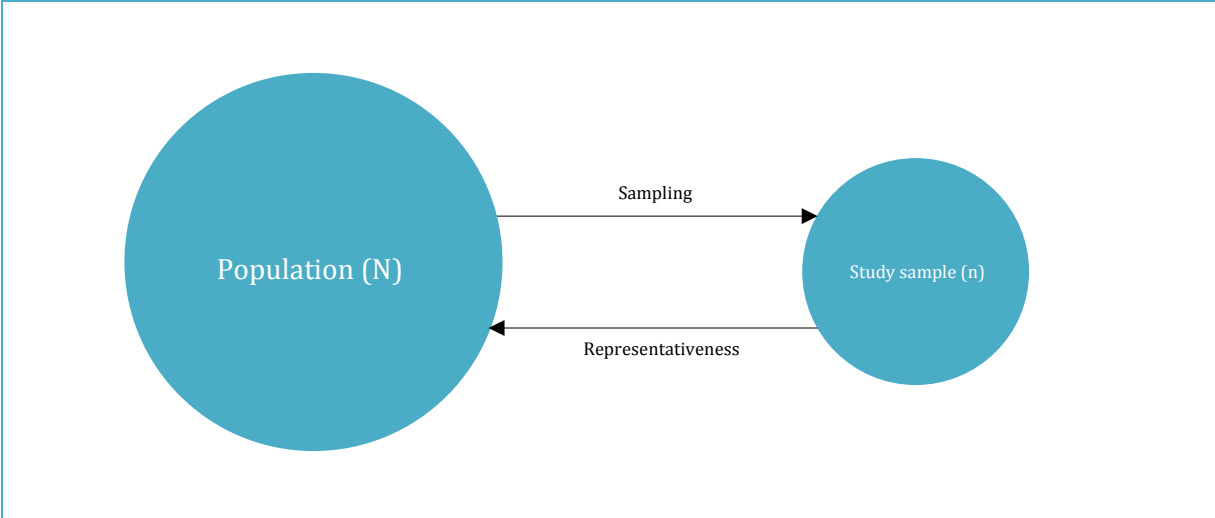 Sampling
Population (N)
Study sample (n)
Representativeness